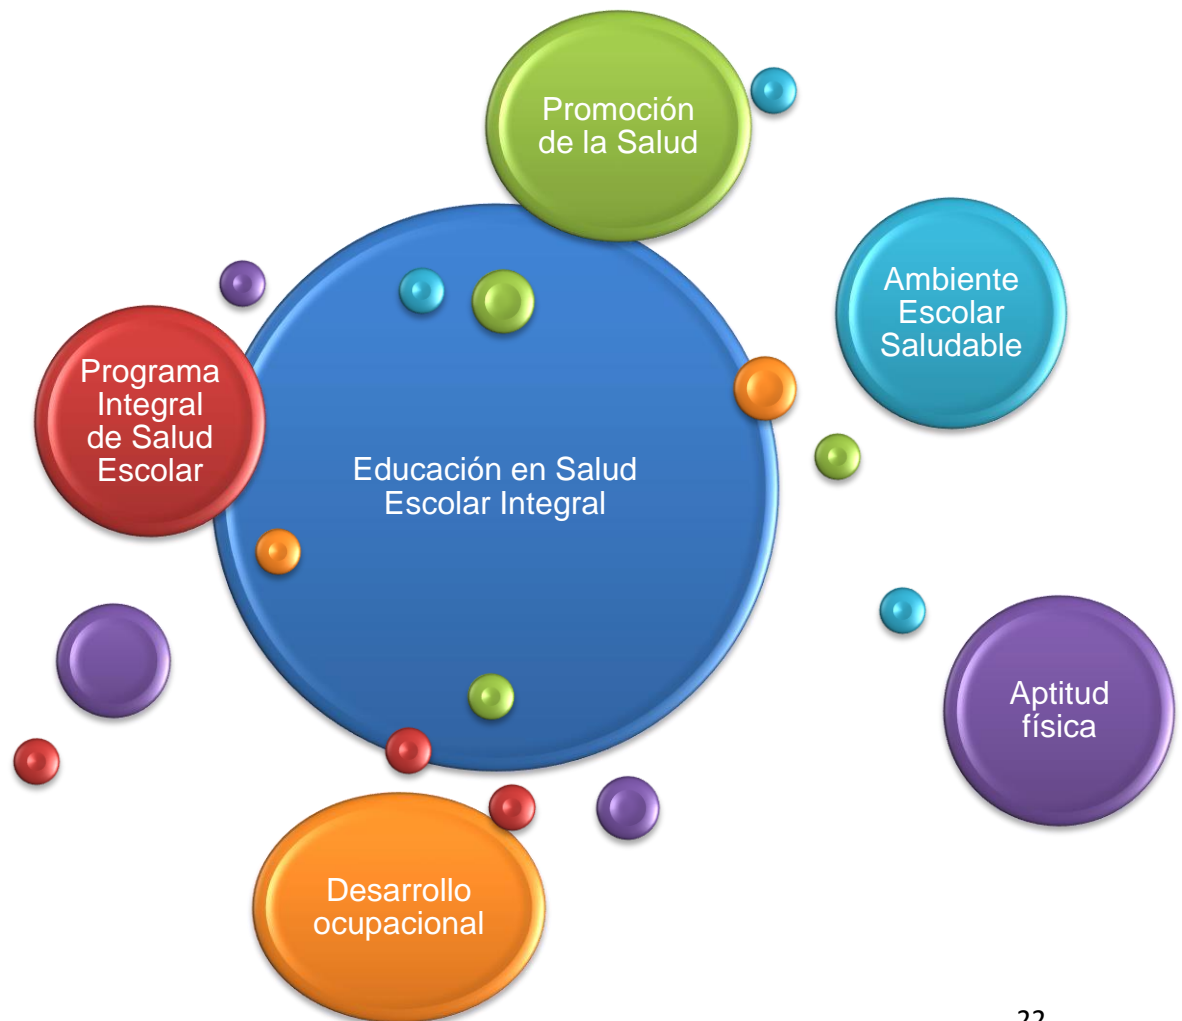 Promoción
de la Salud
Ambiente
Escolar
Saludable
Programa
Integral
de Salud
Escolar
Educación en Salud
Escolar Integral
Aptitud
física
Desarrollo
ocupacional
22